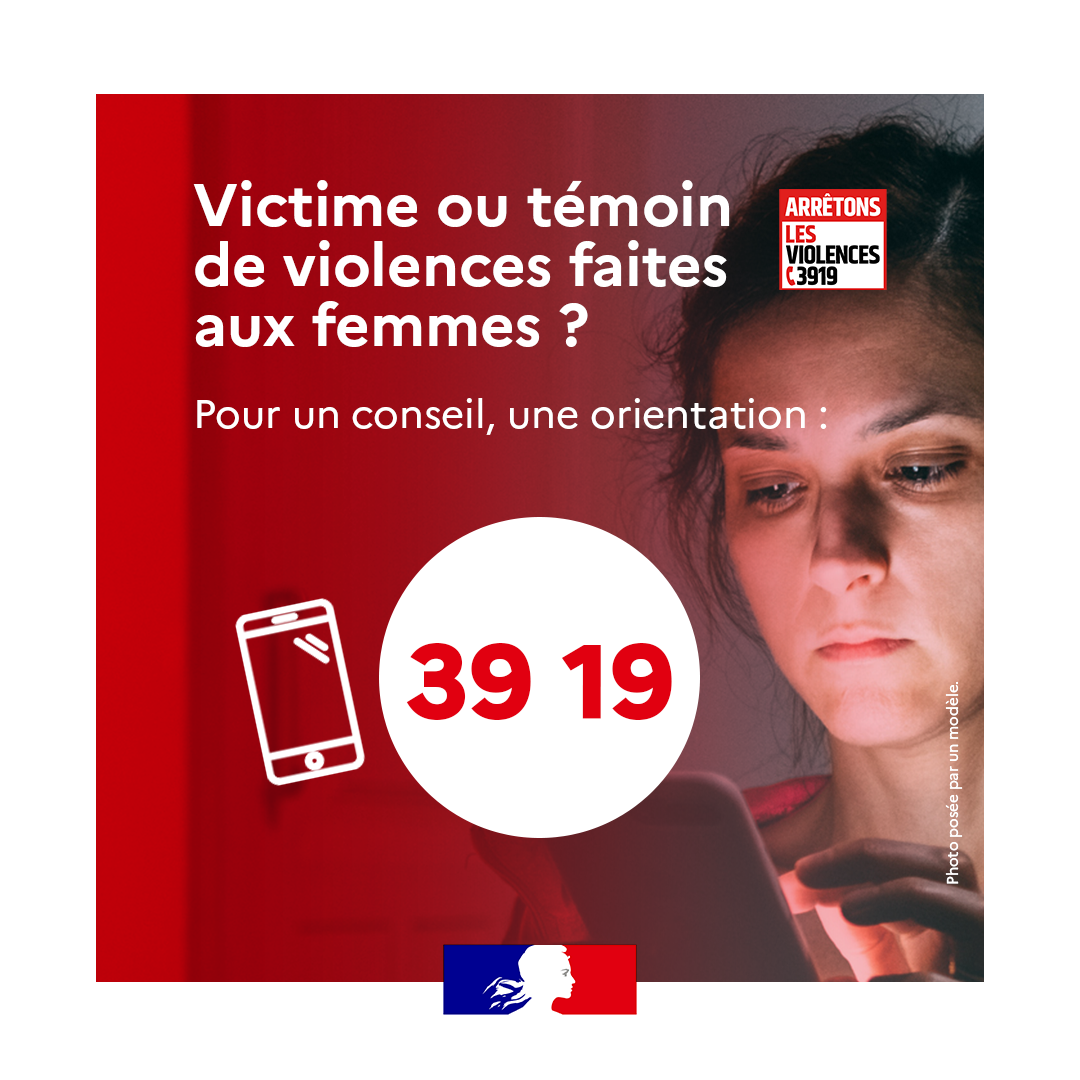 Victime ou témoin
de violences faites
aux femmes ?
ARRÊTONS
LES
VIOLENCES
3919
Pour un conseil, une orientation :
39 19
Photo posée par un modèle.